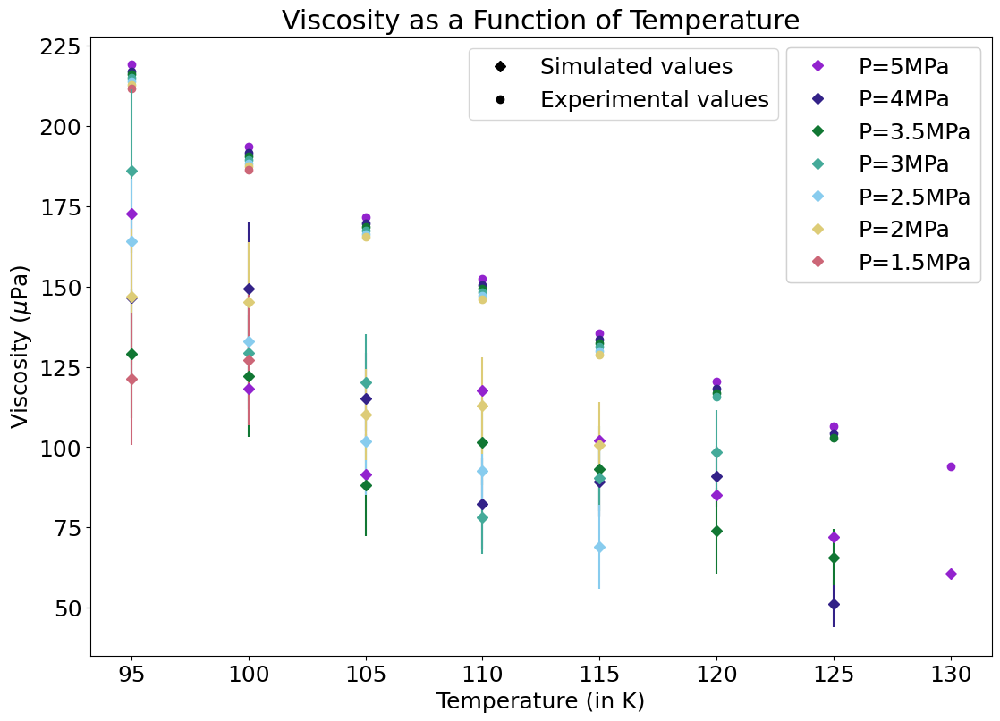 Viscosity as a Function of Temperature
Simulated values
Experimental values
P=5MPa
P=4MPa
P=3.5MPa
P=3MPa
P=2.5MPa
P=2MPa
P=1.5MPa
Viscosity (μPa)
225
200
175
150
125
100
75
50
95 100 105 110 115 120 125 130
Temperature (in K)